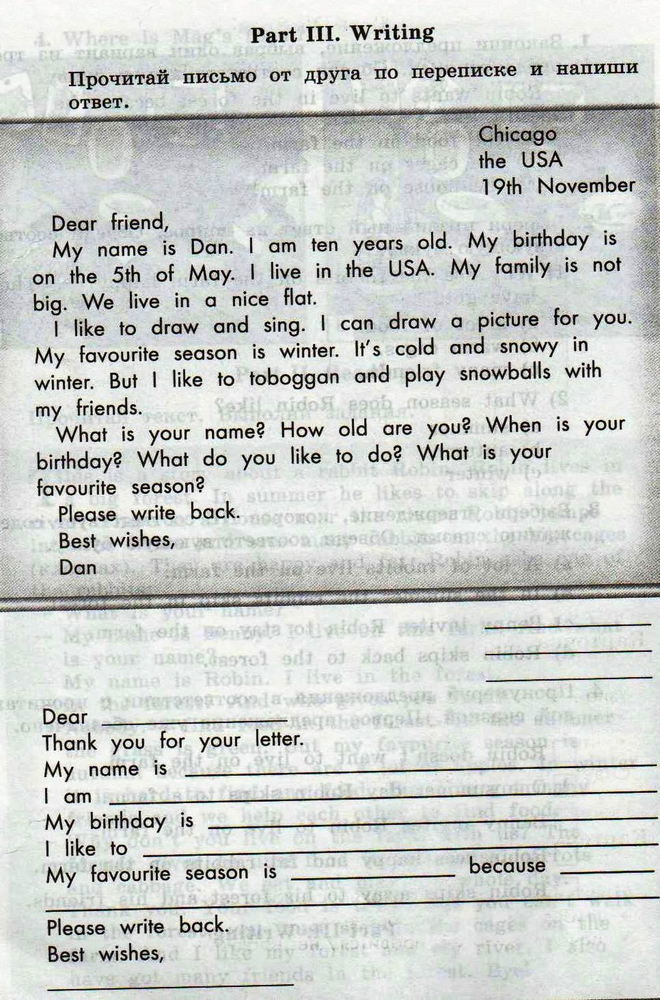 Part III. Writing
Прочитай письмо от друга по переписке и напиши
ответ.
Chicago
the USA
19th November
Dear friend,
My name is Dan. I am ten years old. My birthday is
on the 5th of May. I live in the USA. My family is not
big. We live in a nice flat.
I like to draw and sing. I can draw a picture for you.
My favourite season is winter. It's cold and snowy in
winter. But I like to toboggan and play snowballs with
my friends.
What is your name? How old are you? When is your
birthday? What do you like to do? What is your
favourite season?
Please write back.
Best wishes,
Dan
Dear
Thank you for your letter.
My name is
I am
My birthday is
I like to
My favourite season is because
Please write back.
Best wishes,